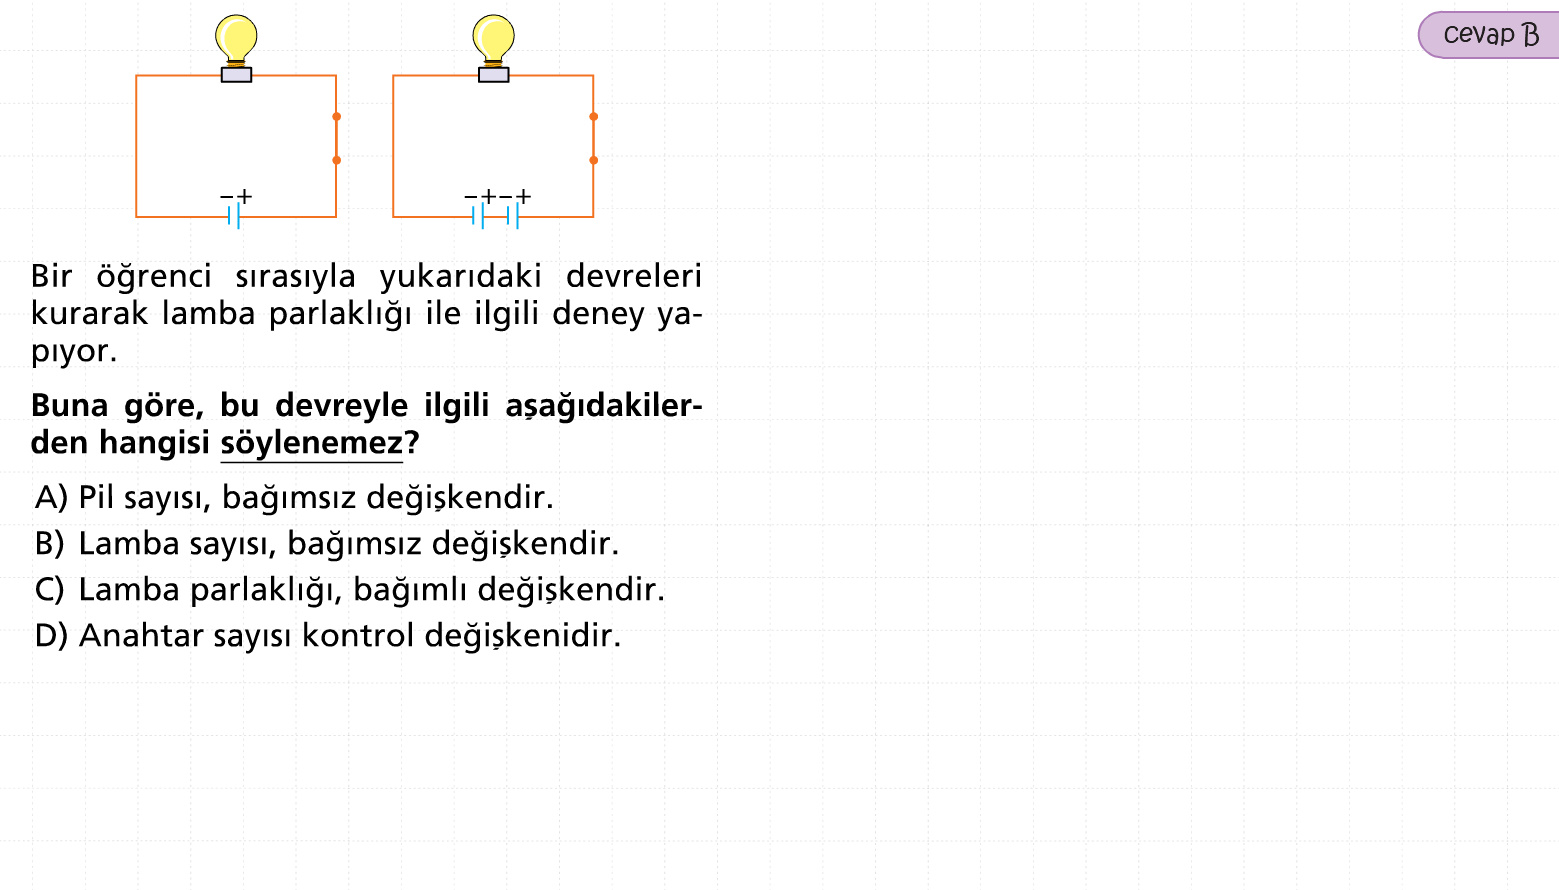 cevap B
−+
−+−+
Bir öğrenci sırasıyla yukarıdaki devreleri
kurarak lamba parlaklığı ile ilgili deney ya-
pıyor.
Buna göre, bu devreyle ilgili aşağıdakiler-
den hangisi söylenemez?
A) Pil sayısı, bağımsız değişkendir.
B) Lamba sayısı, bağımsız değişkendir.
C) Lamba parlaklığı, bağımlı değişkendir.
D) Anahtar sayısı kontrol değişkenidir.